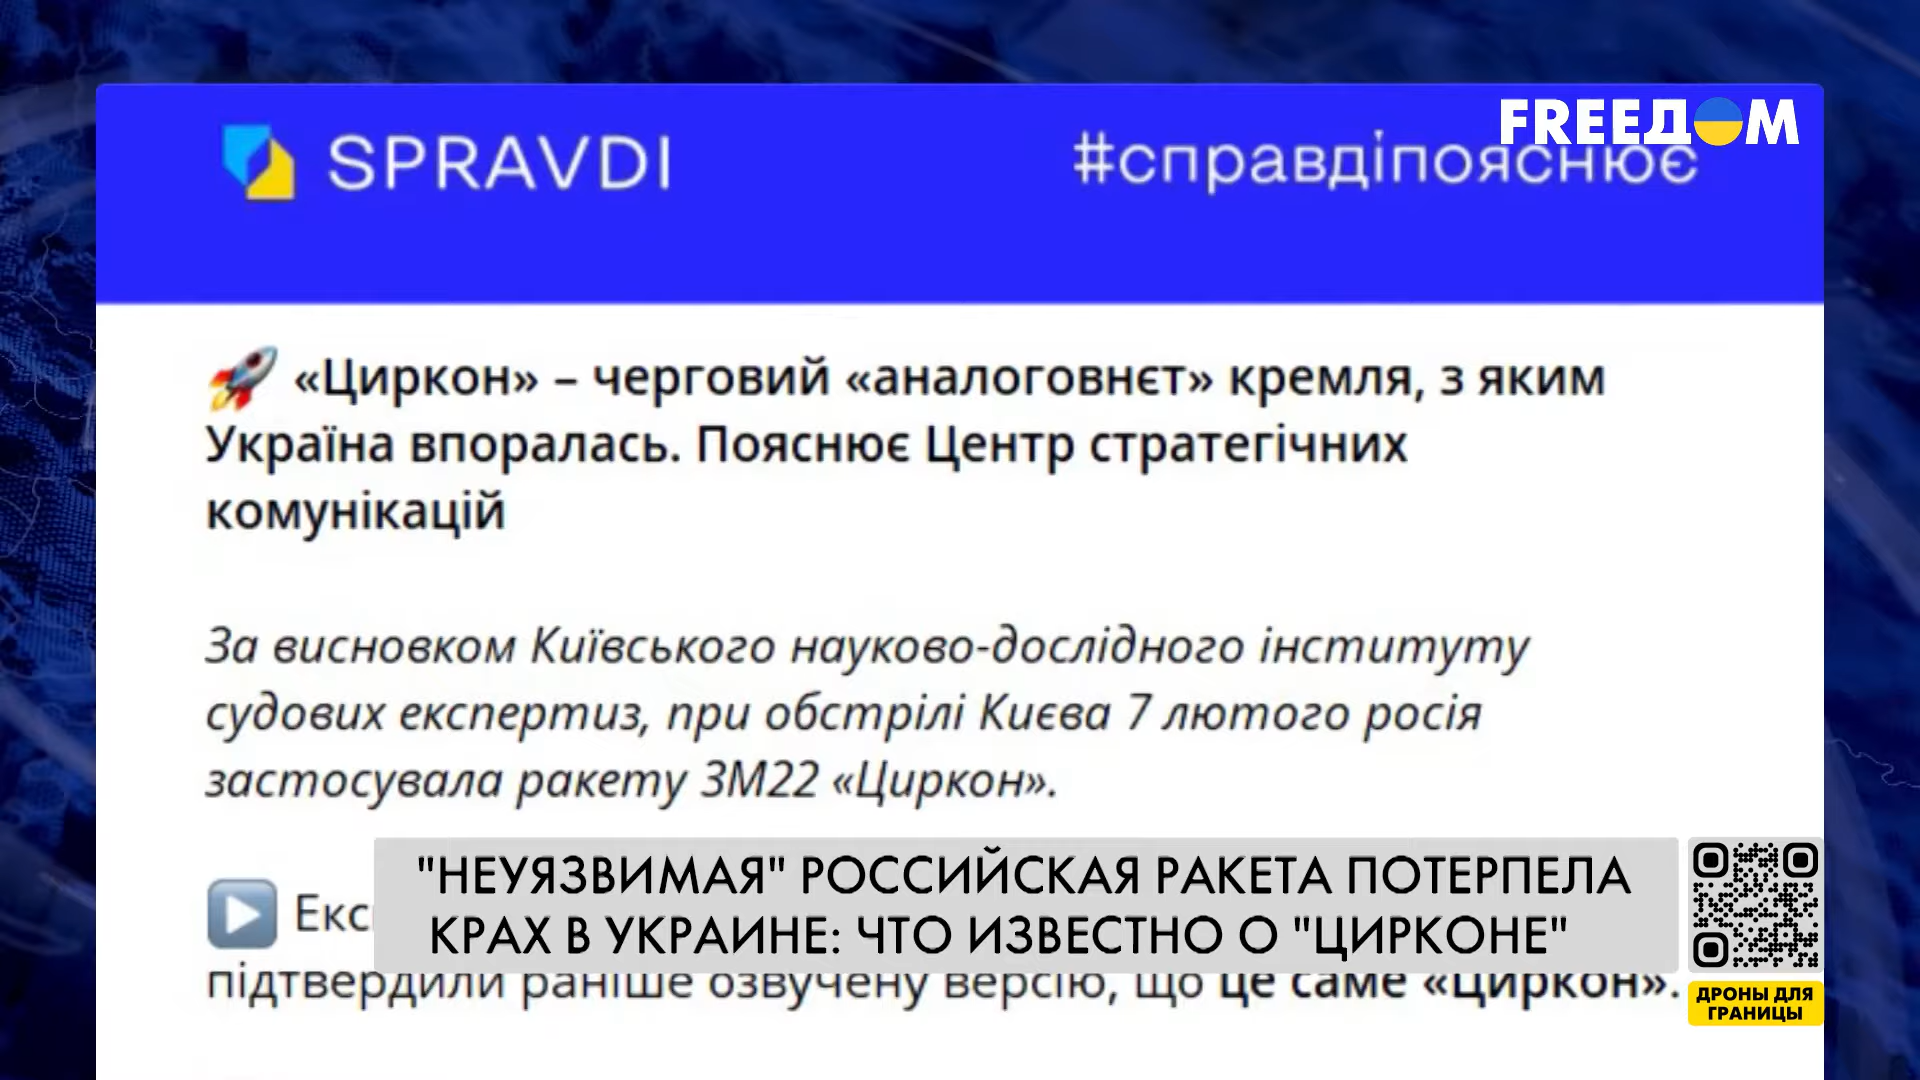 FREEДOM
SPRAVDI
#справдіпояснює
«Циркон» – черговий «аналоговнєт» кремля, з яким
Україна впоралась. Пояснює Центр стратегічних
комунікацій
За висновком Київського науково-дослідного інституту
судових експертиз, при обстрілі Києва 7 лютого росія
застосувала ракету 3М22 «Циркон».
"НЕУЯЗВИМАЯ" РОССИЙСКАЯ РАКЕТА ПОТЕРПЕЛА
КРАХ В УКРАИНЕ: ЧТО ИЗВЕСТНО О "ЦИРКОНЕ"
підтвердили раніше озвучену версію, що це саме «Циркон».
ДРОНЫ ДЛЯ
ГРАНИЦЫ